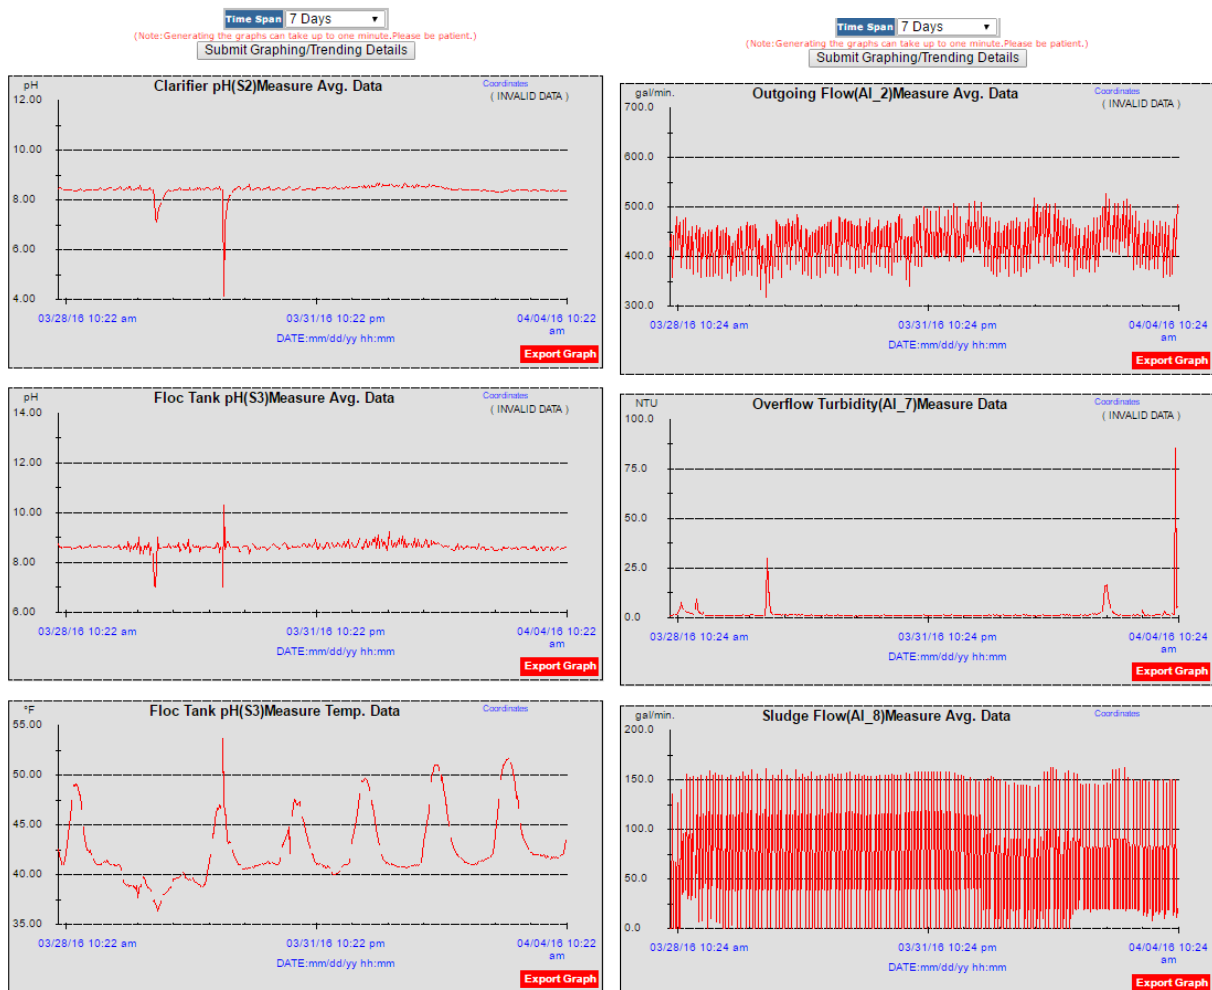 Time Span 7 Days
(Note:Generating the graphs can take up to one minute.Please be patient.)
Submit Graphing/Trending Details
pH
Clarifier pH(S2)Measure Avg. Data
Coordinates
( INVALID DATA )
12.00
10.00
8.00
6.00
4.00
03/28/16 10:22 am
03/31/16 10:22 pm
04/04/16 10:22
am
DATE:mm/dd/yy hh:mm
Export Graph
pH
Floc Tank pH(S3)Measure Avg. Data
Coordinates
( INVALID DATA )
14.00
12.00
10.00
8.00
6.00
03/28/16 10:22 am
03/31/16 10:22 pm
04/04/16 10:22
am
DATE:mm/dd/yy hh:mm
Export Graph
°F
Floc Tank pH(S3)Measure Temp. Data
Coordinates
55.00
50.00
45.00
40.00
35.00
03/28/16 10:22 am
03/31/16 10:22 pm
04/04/16 10:22
am
DATE:mm/dd/yy hh:mm
Export Graph
Time Span 7 Days
(Note:Generating the graphs can take up to one minute.Please be patient.)
Submit Graphing/Trending Details
gal/min.
Outgoing Flow(AI_2)Measure Avg. Data
Coordinates
( INVALID DATA )
700.0
600.0
500.0
400.0
300.0
03/28/16 10:24 am
03/31/16 10:24 pm
04/04/16 10:24
am
DATE:mm/dd/yy hh:mm
Export Graph
NTU
Overflow Turbidity(AI_7)Measure Data
Coordinates
( INVALID DATA )
100.0
75.0
50.0
25.0
0.0
03/28/16 10:24 am
03/31/16 10:24 pm
04/04/16 10:24
am
DATE:mm/dd/yy hh:mm
Export Graph
gal/min.
Sludge Flow(AI_8)Measure Avg. Data
Coordinates
200.0
150.0
100.0
50.0
0.0
03/28/16 10:24 am
03/31/16 10:24 pm
04/04/16 10:24
am
DATE:mm/dd/yy hh:mm
Export Graph